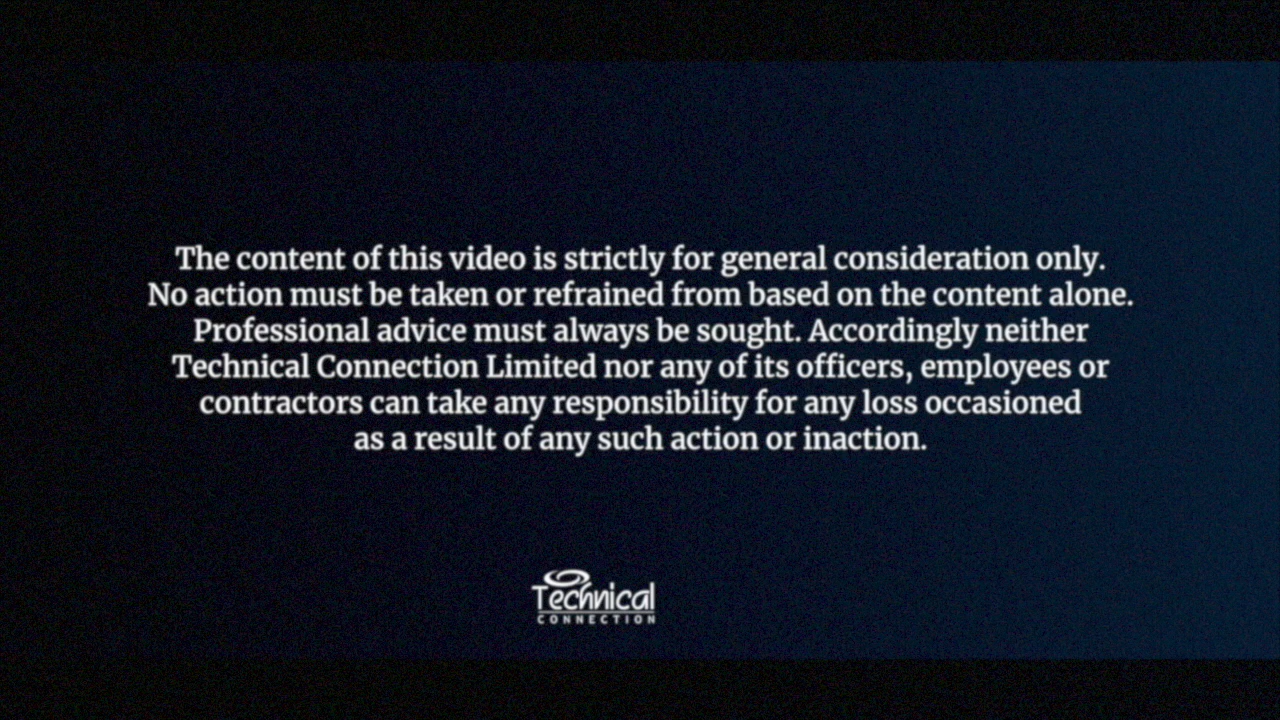 The content of this video is strictly for general consideration only.
No action must be taken or refrained from based on the content alone.
Professional advice must always be sought. Accordingly neither
Technical Connection Limited nor any of its officers, employees or
contractors can take any responsibility for any loss occasioned
as a result of any such action or inaction.
Technical
CONNECTION